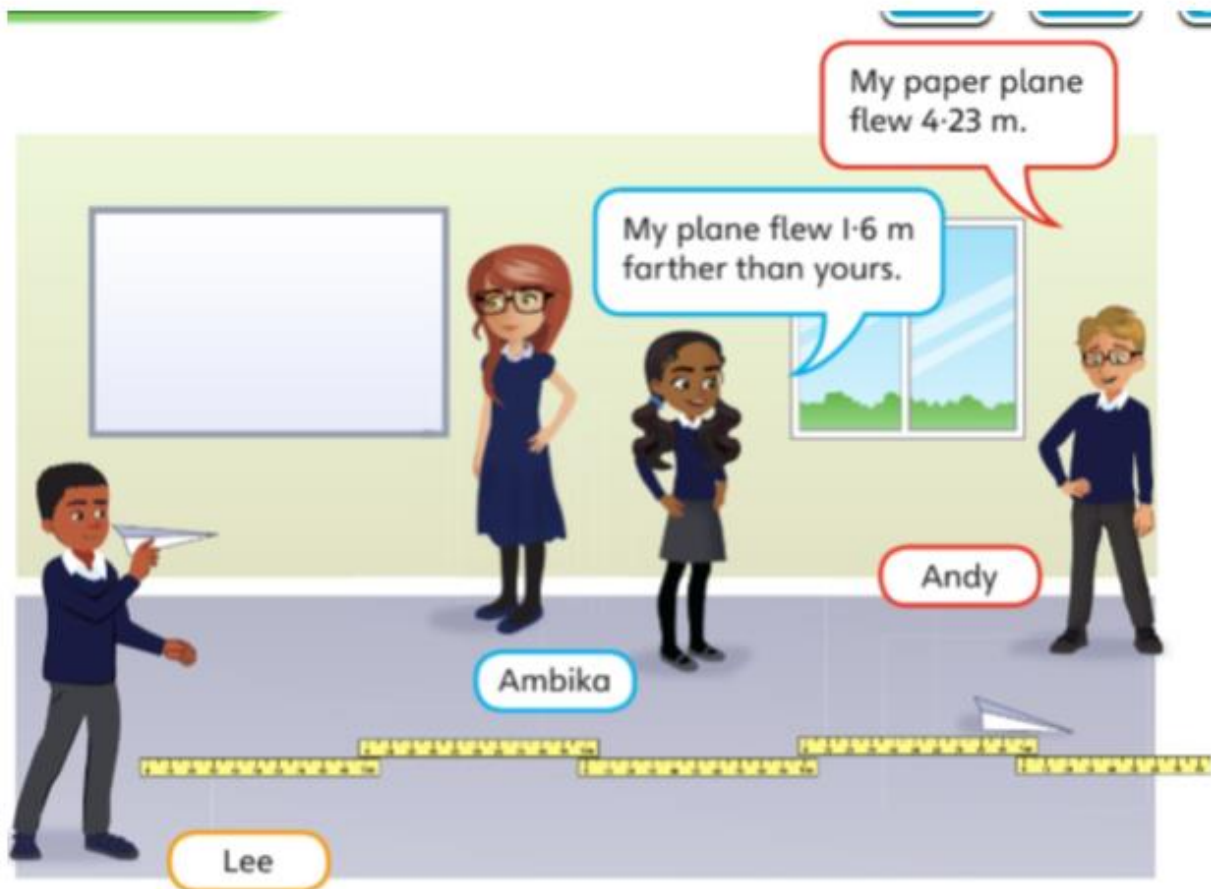 My paper plane
flew 4·23 m.
My plane flew 1·6 m
farther than yours.
Andy
Ambika
Lee